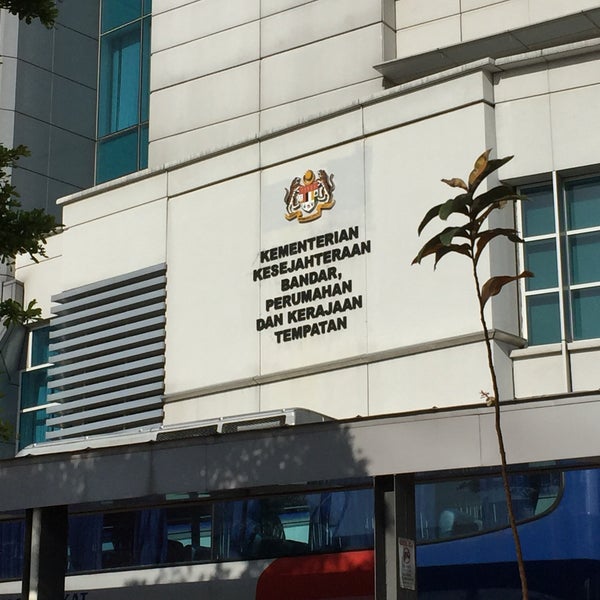 KEMENTERIAN
KESEJAHTERAAN
BANDAR,
PERUMAHAN
DAN KERAJAAN
TEMPATAN